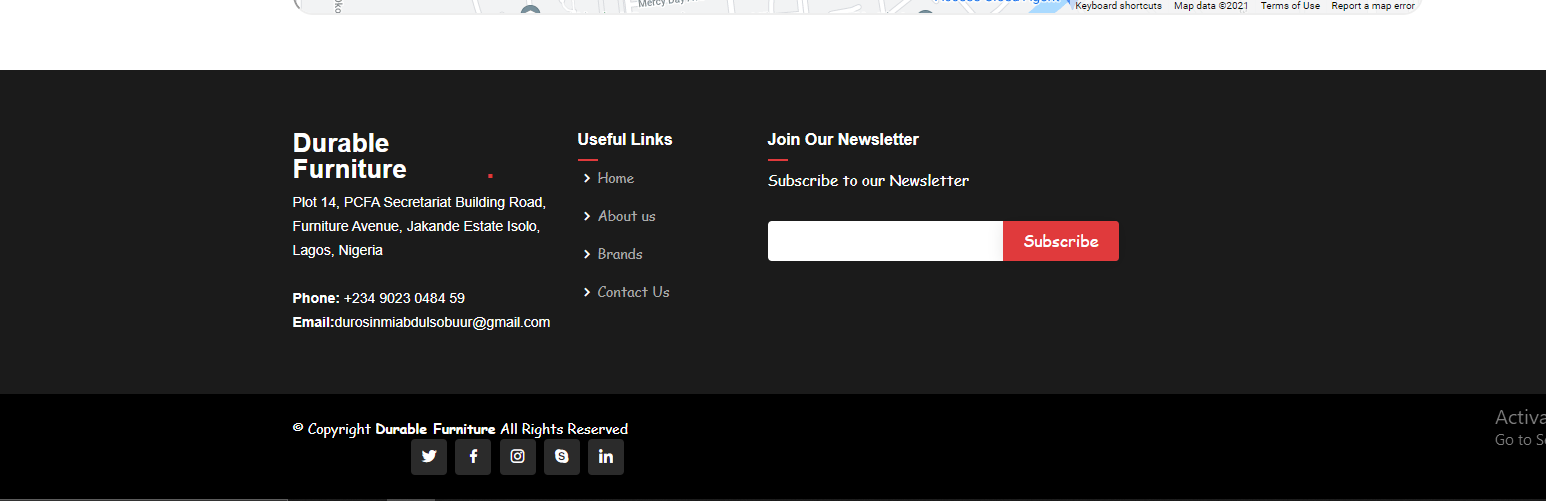 Mercy Day
Keyboard shortcuts Map data ©2021 Terms of Use Report a map error
Durable
Furniture .
Plot 14, PCFA Secretariat Building Road,
Furniture Avenue, Jakande Estate Isolo,
Lagos, Nigeria
Phone: +234 9023 0484 59
Email:durosinmiabdulsobuur@gmail.com
Useful Links
Home
About us
Brands
Contact Us
Join Our Newsletter
Subscribe to our Newsletter
Subscribe
© Copyright Durable Furniture All Rights Reserved
Activa
Go to Se